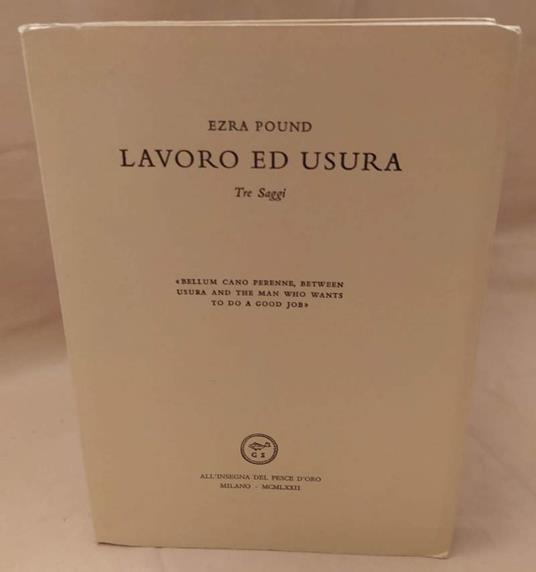 EZRA POUND
LAVORO ED USURA
Tre Saggi
«BELLUM CANO PERENNE, BETWEEN
USURA AND THE MAN WHO WANTS
TO DO A GOOD JOB»
G S
ALL'INSEGNA DEL PESCE D'ORO
MILANO - MCMLXXII